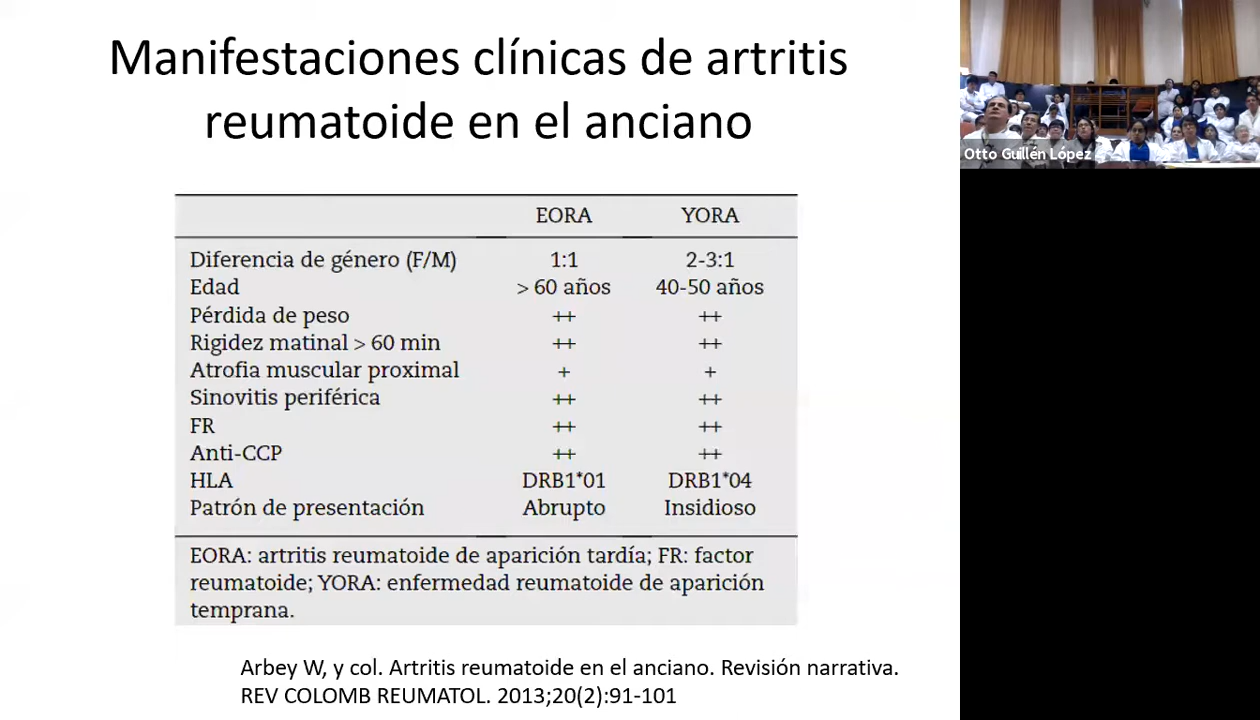 Manifestaciones clínicas de artritis
reumatoide en el anciano
Otto Guillén López
EORA YORA
Diferencia de género (F/M) 1:1 2-3:1
Edad > 60 años 40-50 años
Pérdida de peso ++ ++
Rigidez matinal > 60 min ++ ++
Atrofia muscular proximal + +
Sinovitis periférica ++ ++
FR ++ ++
Anti-CCP ++ ++
HLA DRB1*01 DRB1*04
Patrón de presentación Abrupto Insidioso
EORA: artritis reumatoide de aparición tardía; FR: factor
reumatoide; YORA: enfermedad reumatoide de aparición
temprana.
Arbey W, y col. Artritis reumatoide en el anciano. Revisión narrativa.
REV COLOMB REUMATOL. 2013;20(2):91-101